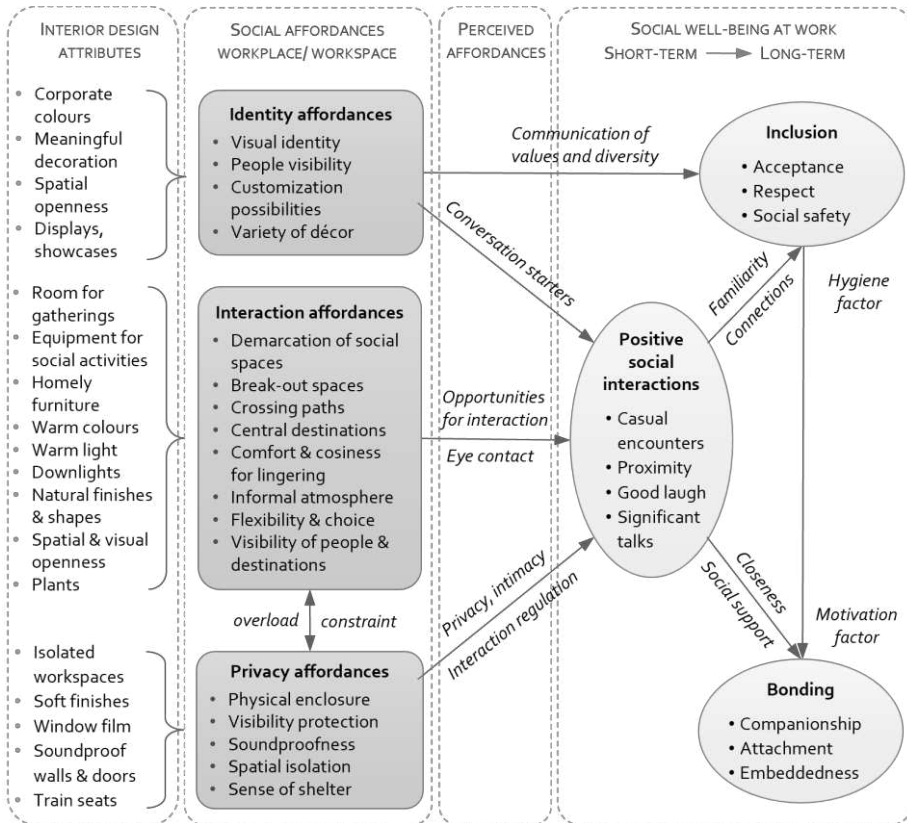 INTERIOR DESIGN
ATTRIBUTES
SOCIAL AFFORDANCES
WORKPLACE/ WORKSPACE
PERCEIVED
AFFORDANCES
SOCIAL WELL-BEING AT WORK
SHORT-TERM LONG-TERM
• Corporate
colours
• Meaningful
decoration
• Spatial
openness
• Displays,
showcases
Identity affordances
• Visual identity
• People visibility
• Customization
possibilities
• Variety of décor
Communication of
values and diversity
Conversation starters
Inclusion
• Acceptance
• Respect
• Social safety
• Room for
gatherings
• Equipment for
social activities
• Homely
furniture
• Warm colours
• Warm light
• Downlights
• Natural finishes
& shapes
• Spatial & visual
openness
• Plants
Interaction affordances
• Demarcation of social
spaces
• Break-out spaces
• Crossing paths
• Central destinations
• Comfort & cosiness
for lingering
• Informal atmosphere
• Flexibility & choice
• Visibility of people &
destinations
Opportunities
for interaction
Eye contact
Positive
social
interactions
• Casual
encounters
• Proximity
• Good laugh
• Significant
talks
Familiarity
Connections
Hygiene
factor
overload constraint
Privacy, intimacy
Interaction regulation
Closeness
Social support
Motivation
factor
• Isolated
workspaces
• Soft finishes
• Window film
• Soundproof
walls & doors
• Train seats
Privacy affordances
• Physical enclosure
• Visibility protection
• Soundproofness
• Spatial isolation
• Sense of shelter
Bonding
• Companionship
• Attachment
• Embeddedness